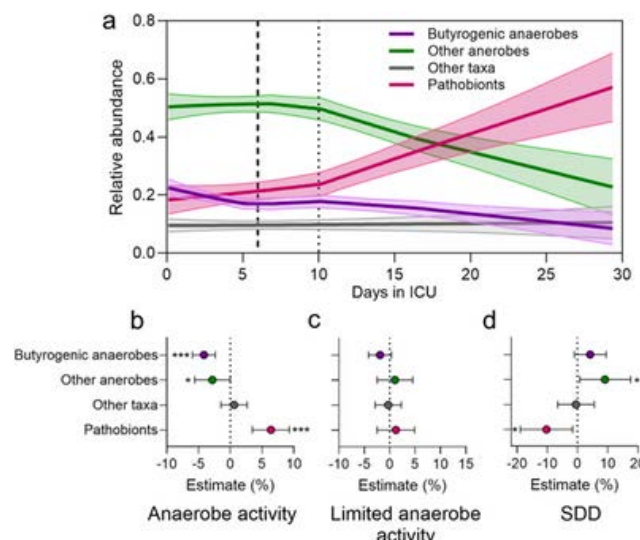 a
0.8
0.6
0.4
0.2
0.0
Relative abundance
Butyrogenic anaerobes
Other anerobes
Other taxa
Pathobionts
0 5 10 15 20 25 30
Days in ICU
b c d
Butyrogenic anaerobes ***
Other anerobes * *
Other taxa
Pathobionts *** *
-10 -5 0 5 10 -10 -5 0 5 10 15 -20 -10 0 10 20
Estimate (%) Estimate (%) Estimate (%)
Anaerobe activity Limited anaerobe activity SDD